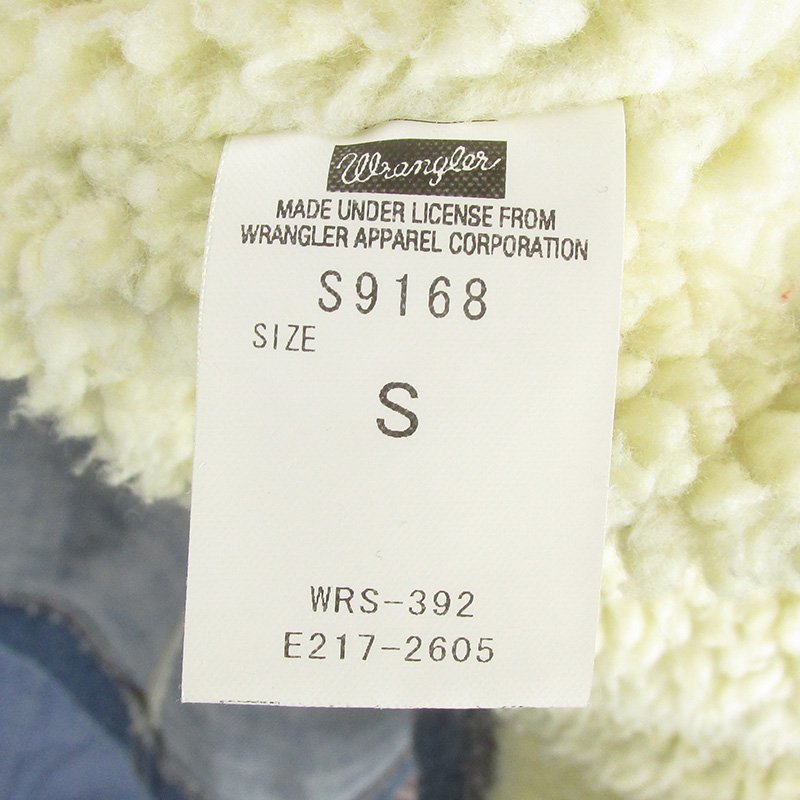 Wrangler
MADE UNDER LICENSE FROM
WRANGLER APPAREL CORPORATION
S9168
SIZE
S
WRS-392
E217-2605